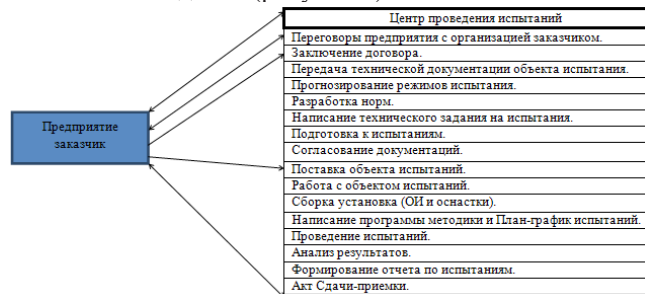 Центр проведения испытаний
Переговоры предприятия с организацией заказчиком.
Заключение договора.
Передача технической документации объекта испытания.
Прогнозирование режимов испытания.
Разработка норм.
Написание технического задания на испытания.
Подготовка к испытаниям.
Согласование документаций.
Предприятие
заказчик
Поставка объекта испытаний.
Работа с объектом испытаний.
Сборка установка (ОИ и оснастки).
Написание программы методики и План-график испытаний.
Проведение испытаний.
Анализ результатов.
Формирование отчета по испытаниям.
Акт Сдачи-приемки.